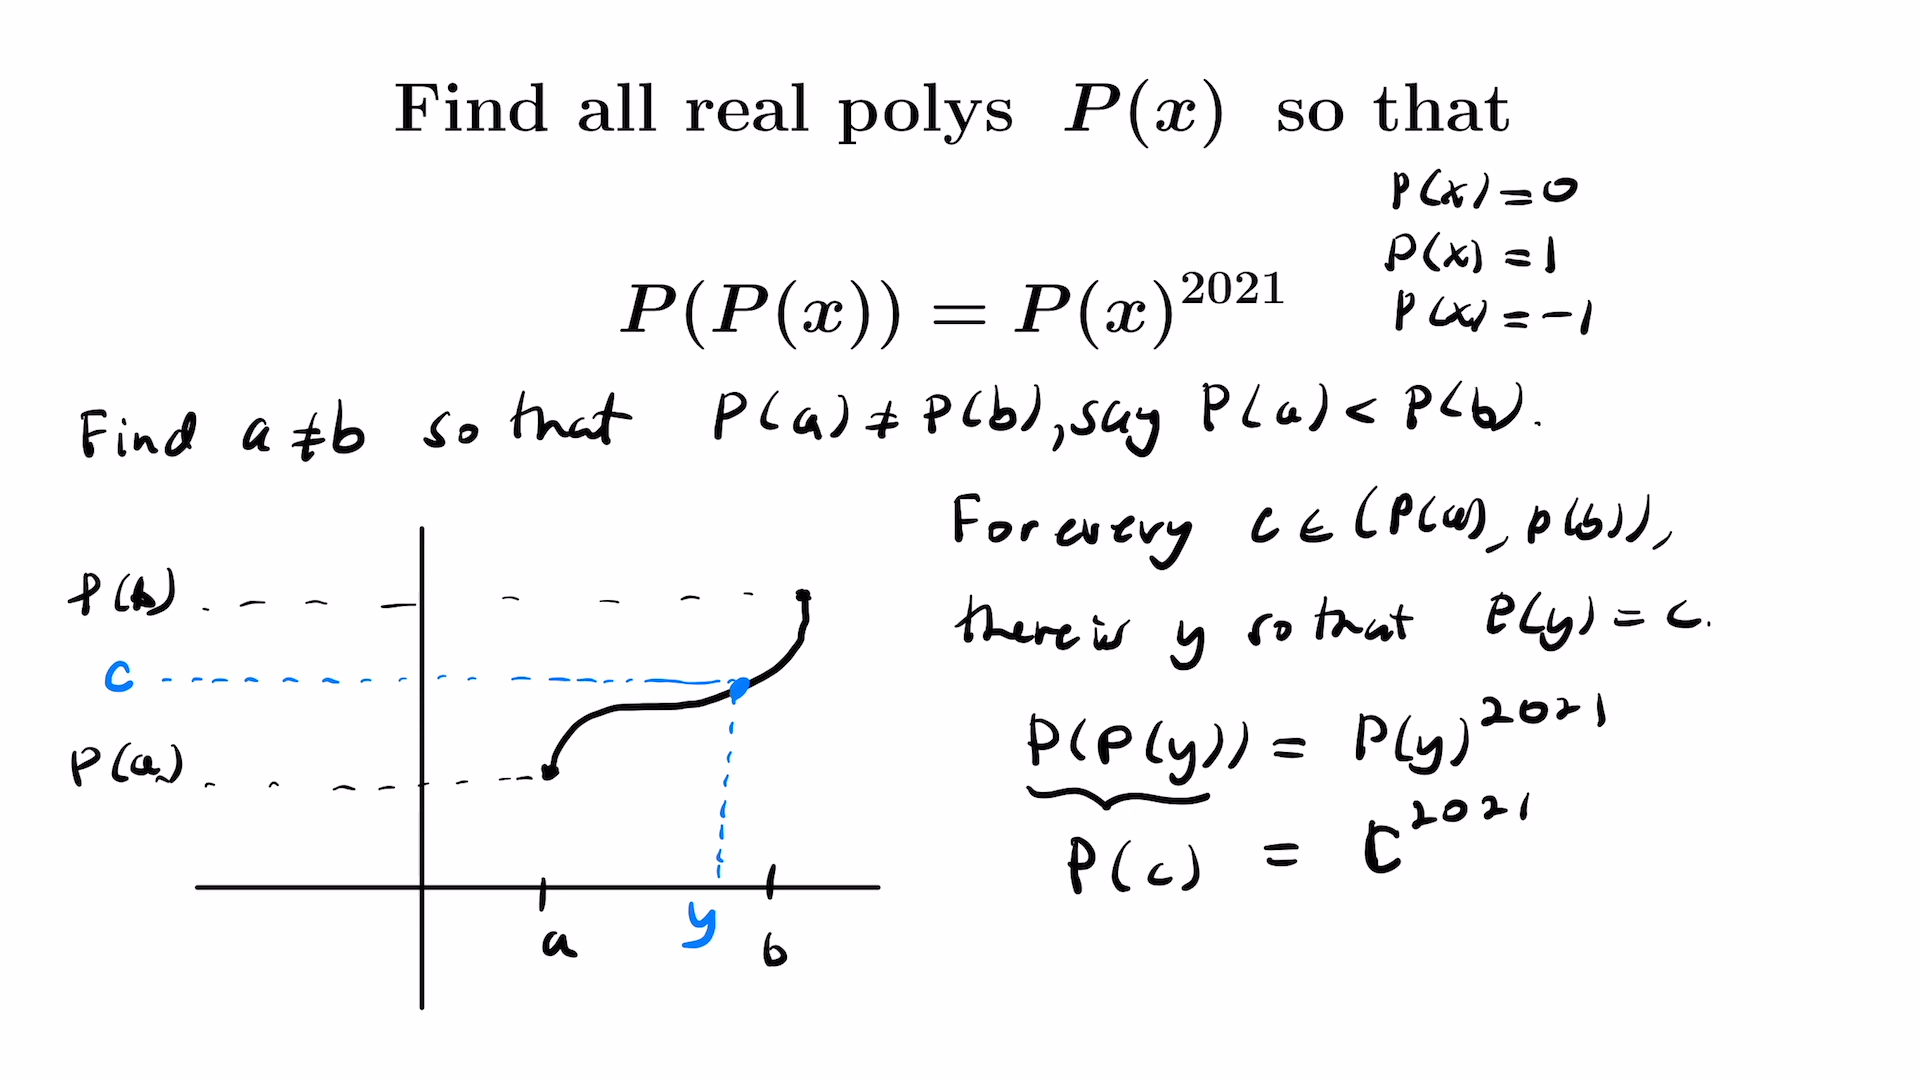 Find all real polys P(x) so that
P(x) = 0
P(x) = 1
P(P(x)) = P(x)^2021
P(x) = -1
Find a ≠ b so that P(a) ≠ P(b), say P(a) < P(b).
For every c ∈ (P(a), P(b)),
P(b)
there is y so that P(y) = c.
c
P(P(y)) = P(y)^2021
P(a)
P(c) = c^2021
y
a
b